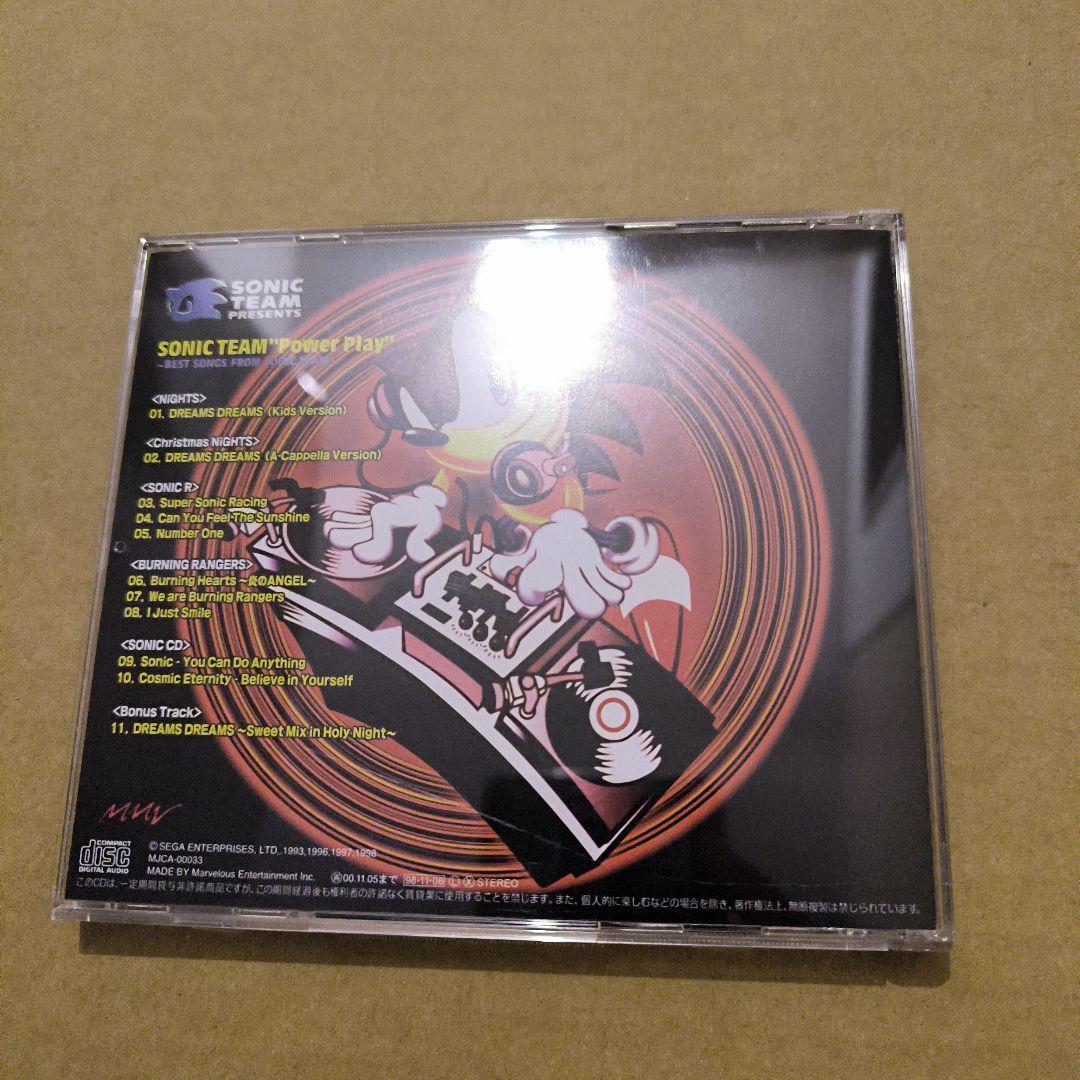 SONIC
TEAM
PRESENTS
SONIC TEAM "Power Play"
~BEST SONGS FROM
<NiGHTS>
01. DREAMS DREAMS (Kids Version)
<Christmas NiGHTS>
02. DREAMS DREAMS (A-Cappella Version)
<SONIC R>
03. Super Sonic Racing
04. Can You Feel The Sunshine
05. Number One
<BURNING RANGERS>
06. Burning Hearts ~炎のANGEL~
07. We are Burning Rangers
08. I Just Smile
<SONIC CD>
09. Sonic - You Can Do Anything
10. Cosmic Eternity - Believe in Yourself
<Bonus Track>
11. DREAMS DREAMS ~Sweet Mix in Holy Night~
COMPACT
disc
DIGITAL AUDIO
©SEGA ENTERPRISES, LTD, 1993,1996,1997,1998
MJCA-00033
MADE BY Marvelous Entertainment Inc. 00.11.05まで 98・11・06 Ⓛ Ⓧ STEREO
このCDは、一定期間貸与非許諾商品ですが、この期間経過後も権利者の許諾なく賃貸業に使用することを禁じます。また、個人的に楽しむなどの場合を除き、著作権法上、無断複製は禁じられています。